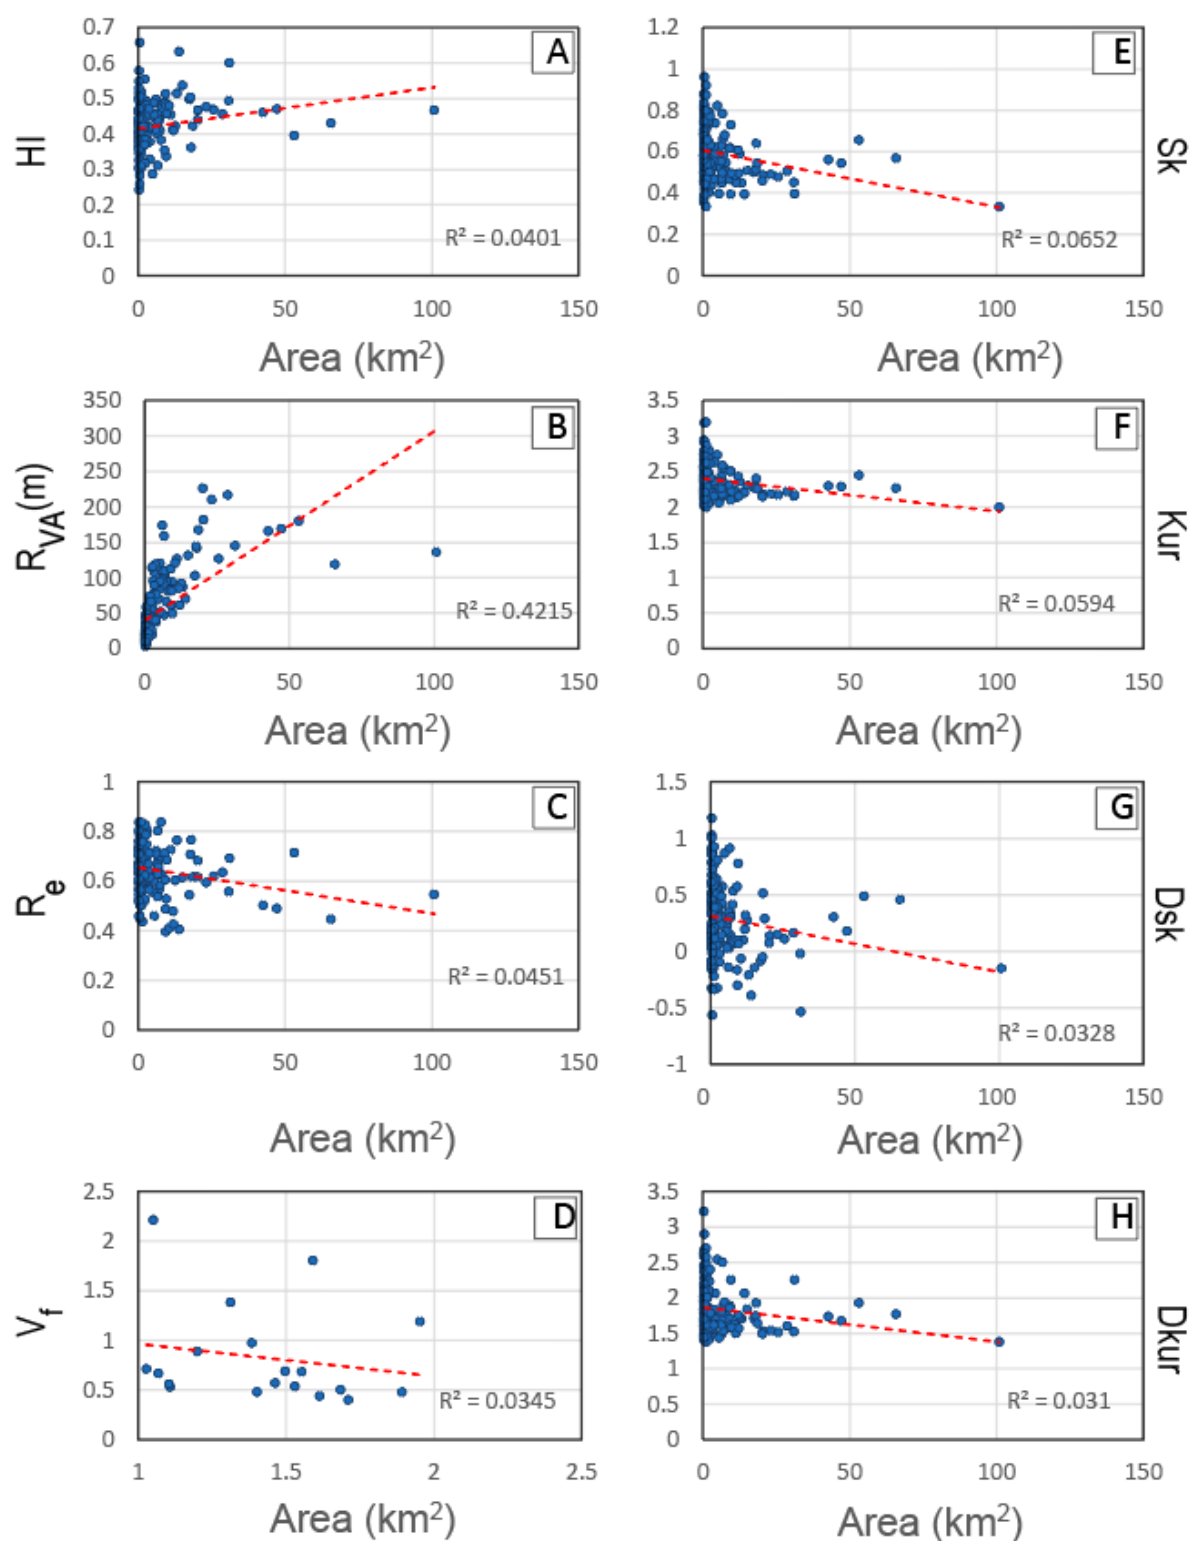 A
HI
0.7
0.6
0.5
0.4
0.3
0.2
0.1
0
R² = 0.0401
0 50 100 150
Area (km²)
E
Sk
1.2
1
0.8
0.6
0.4
0.2
0
R² = 0.0652
0 50 100 150
Area (km²)
B
R_VA(m)
350
300
250
200
150
100
50
0
R² = 0.4215
0 50 100 150
Area (km²)
F
Kur
3.5
3
2.5
2
1.5
1
0.5
0
R² = 0.0594
0 50 100 150
Area (km²)
C
R_e
1
0.8
0.6
0.4
0.2
0
R² = 0.0451
0 50 100 150
Area (km²)
G
Dsk
1.5
1
0.5
0
-0.5
-1
R² = 0.0328
0 50 100 150
Area (km²)
D
V_f
2.5
2
1.5
1
0.5
0
R² = 0.0345
1 1.5 2 2.5
Area (km²)
H
Dkur
3.5
3
2.5
2
1.5
1
0.5
0
R² = 0.031
0 50 100 150
Area (km²)